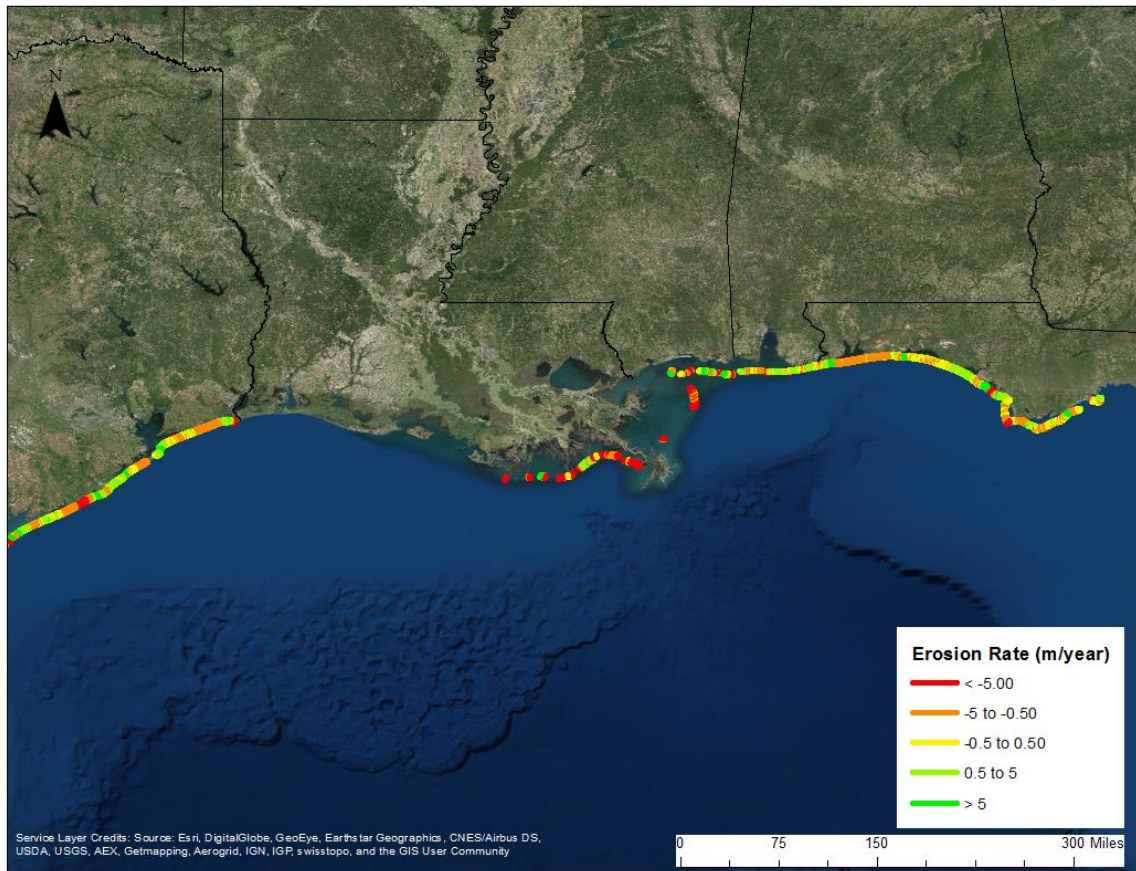 N
Erosion Rate (m/year)
< -5.00
-5 to -0.50
-0.5 to 0.50
0.5 to 5
> 5
Service Layer Credits: Source: Esri, DigitalGlobe, GeoEye, Earthstar Geographics, CNES/Airbus DS,
USDA, USGS, AEX, Getmapping, Aerogrid, IGN, IGP, swisstopo, and the GIS User Community
0 75 150 300 Miles